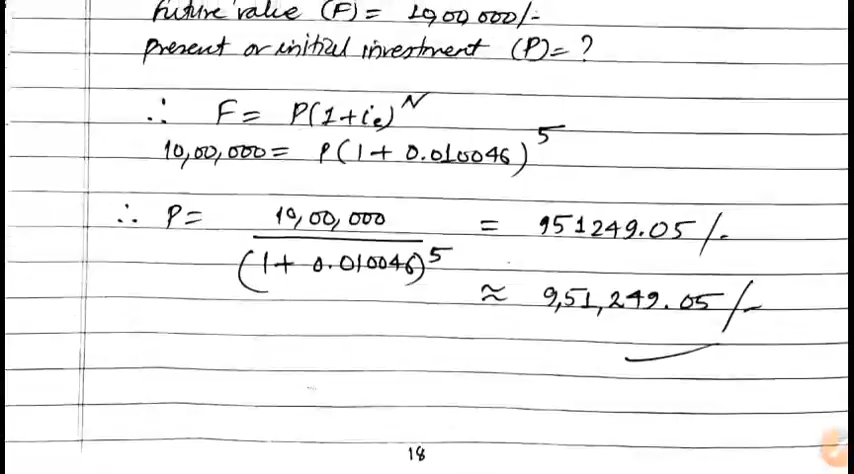 future value (F) = 10,00,000/-
present or initial investment (P) = ?
∴ F = P(1+ie)^N
10,00,000 = P(1 + 0.010046)^5
∴ P = 10,00,000 / (1 + 0.010046)^5 = 951249.05/-
≈ 9,51,249.05/-
18